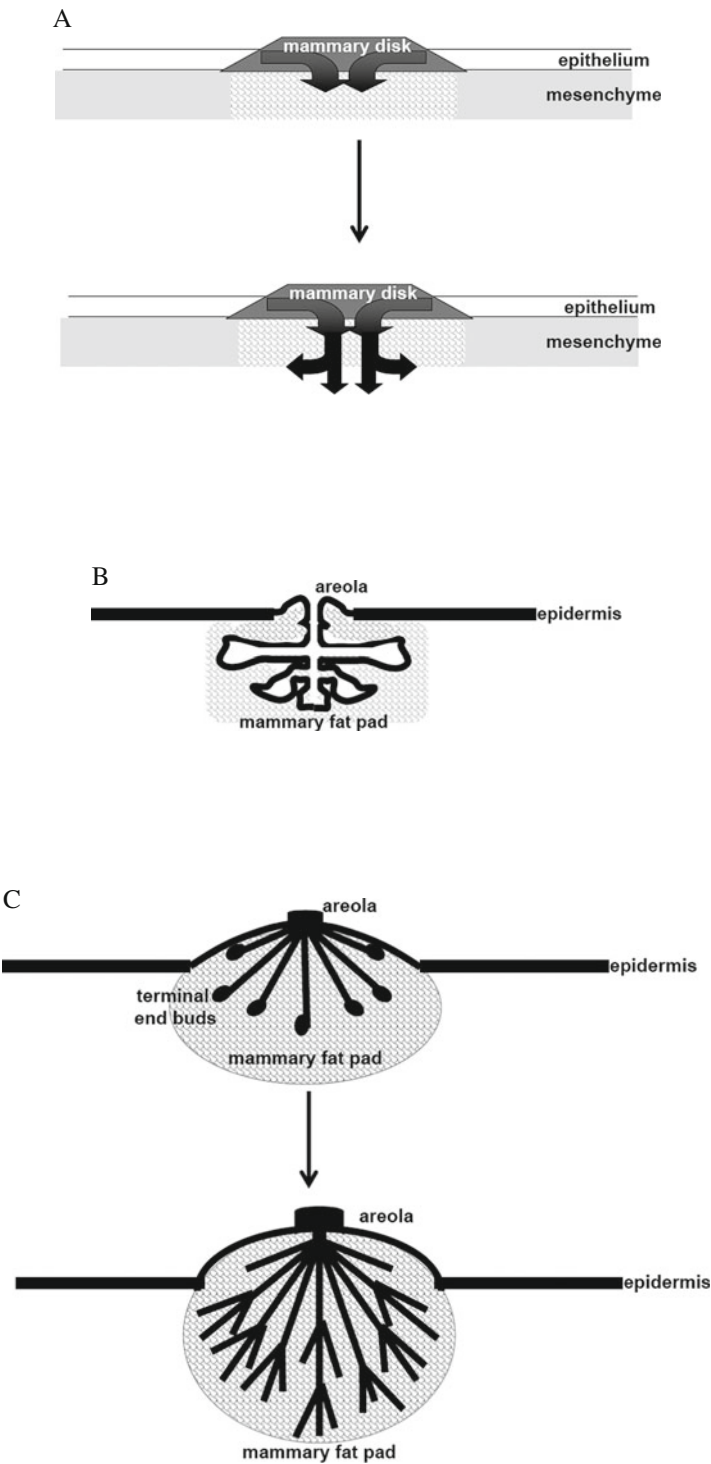 A
mammary disk
epithelium
mesenchyme
mammary disk
epithelium
mesenchyme
B
areola
epidermis
mammary fat pad
C
areola
epidermis
terminal
end buds
mammary fat pad
areola
epidermis
mammary fat pad